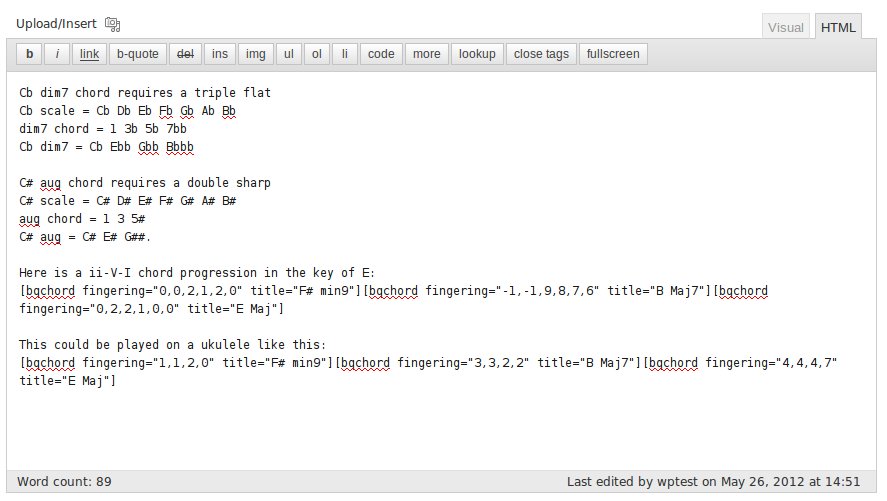 Upload/Insert
Visual HTML
b i link b-quote del ins img ul ol li code more lookup close tags fullscreen
Cb dim7 chord requires a triple flat
Cb scale = Cb Db Eb Fb Gb Ab Bb
dim7 chord = 1 3b 5b 7bb
Cb dim7 = Cb Ebb Gbb Bbbb
C# aug chord requires a double sharp
C# scale = C# D# E# F# G# A# B#
aug chord = 1 3 5#
C# aug = C# E# G##.
Here is a ii-V-I chord progression in the key of E:
[bgchord fingering="0,0,2,1,2,0" title="F# min9"][bgchord fingering="-1,-1,9,8,7,6" title="B Maj7"][bgchord
fingering="0,2,2,1,0,0" title="E Maj"]
This could be played on a ukulele like this:
[bgchord fingering="1,1,2,0" title="F# min9"][bgchord fingering="3,3,2,2" title="B Maj7"][bgchord fingering="4,4,4,7"
title="E Maj"]
Word count: 89
Last edited by wptest on May 26, 2012 at 14:51